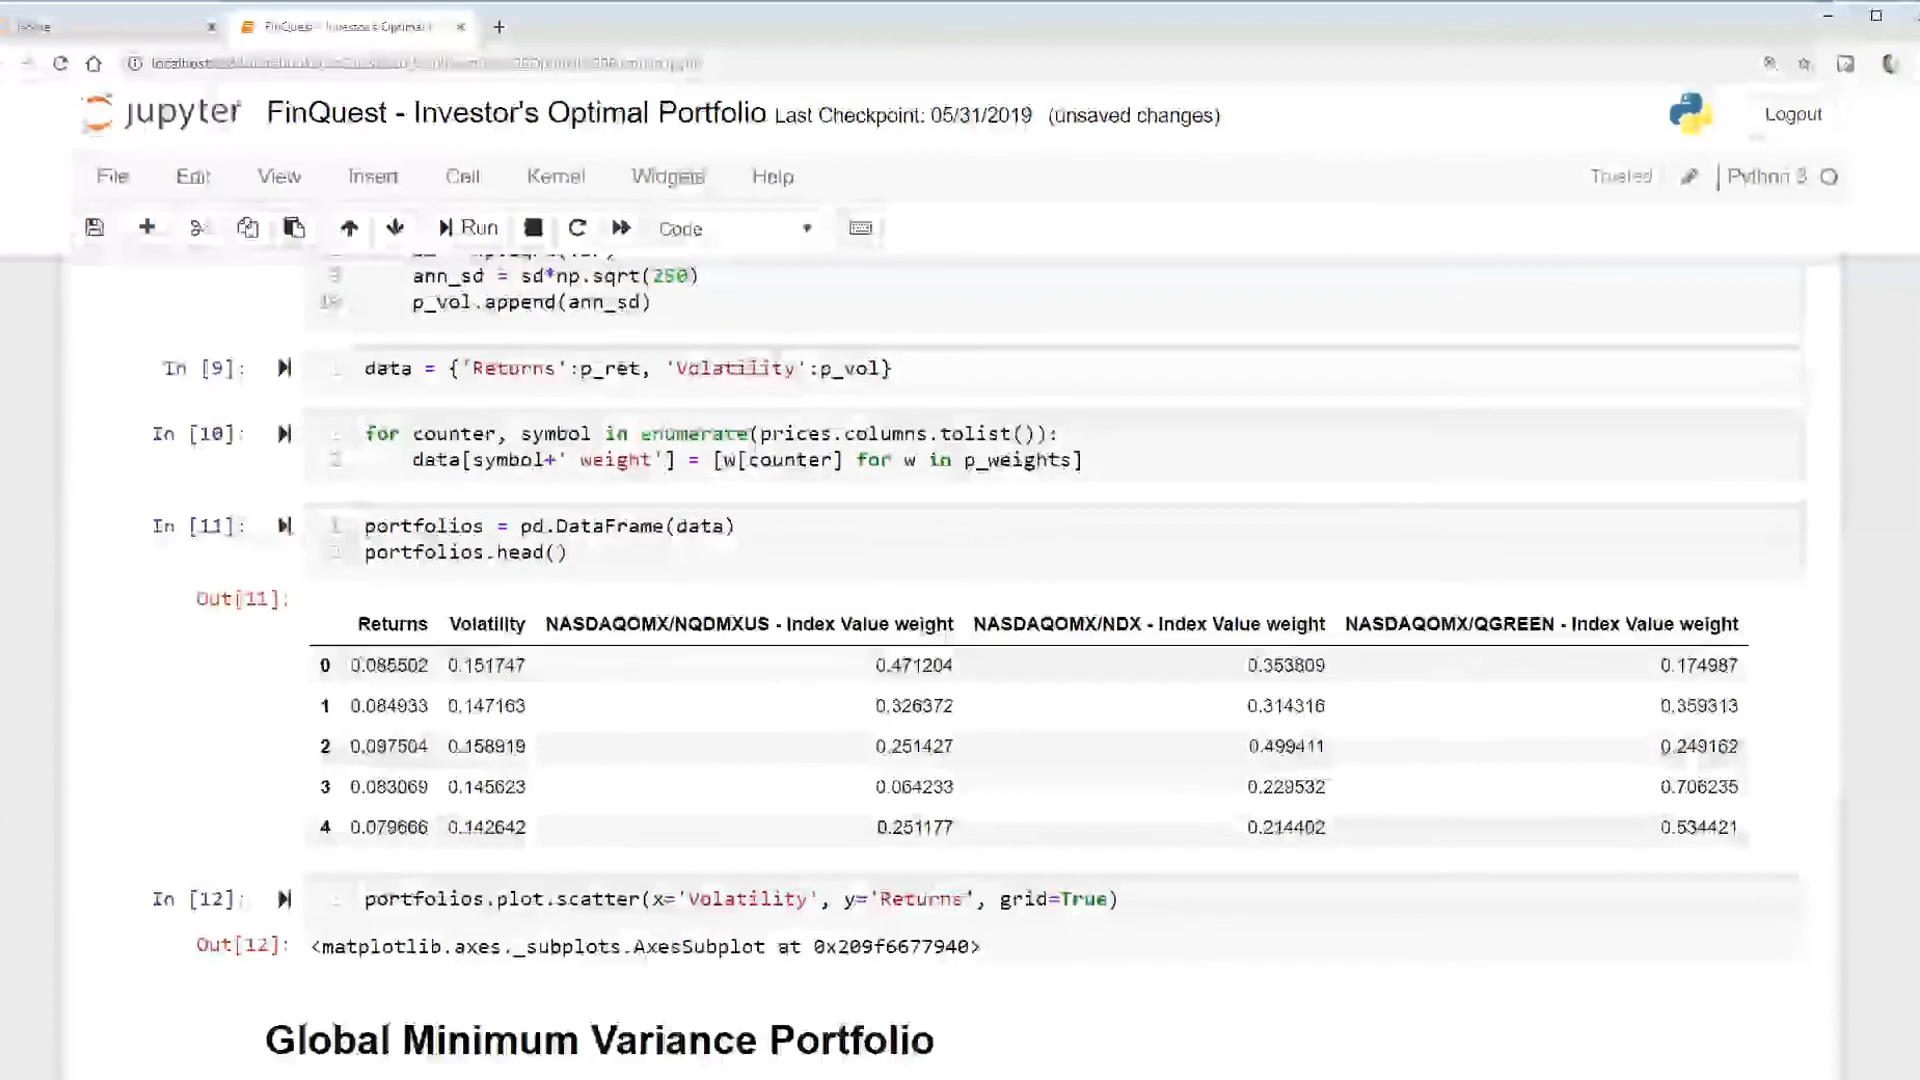 FinQuest - Investor's Optimal
localhost
jupyter FinQuest - Investor's Optimal Portfolio Last Checkpoint: 05/31/2019 (unsaved changes) Logout
File Edit View Insert Cell Kernel Widgets Help Trusted Python 3
Run Code
9 ann_sd = sd*np.sqrt(250)
10 p_vol.append(ann_sd)
In [9]: data = {'Returns':p_ret, 'Volatility':p_vol}
In [10]: for counter, symbol in enumerate(prices.columns.tolist()):
2 data[symbol+' weight'] = [w[counter] for w in p_weights]
In [11]: 1 portfolios = pd.DataFrame(data)
portfolios.head()
Out[11]:
Returns Volatility NASDAQOMX/NQDMXUS - Index Value weight NASDAQOMX/NDX - Index Value weight NASDAQOMX/QGREEN - Index Value weight
0 0.085502 0.151747 0.471204 0.353809 0.174987
1 0.084933 0.147163 0.326372 0.314316 0.359313
2 0.097504 0.158919 0.251427 0.499411 0.249162
3 0.083069 0.145623 0.064233 0.229532 0.706235
4 0.079666 0.142642 0.251177 0.214402 0.534421
In [12]: portfolios.plot.scatter(x='Volatility', y='Returns', grid=True)
Out[12]: <matplotlib.axes._subplots.AxesSubplot at 0x209f6677940>
Global Minimum Variance Portfolio